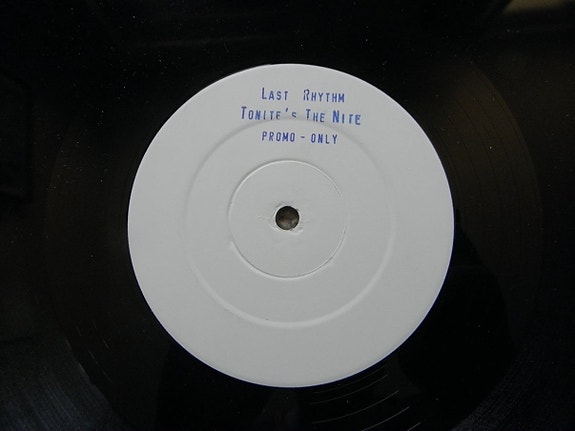 Last Rhythm
Tonite's The Nite
PROMO - ONLY